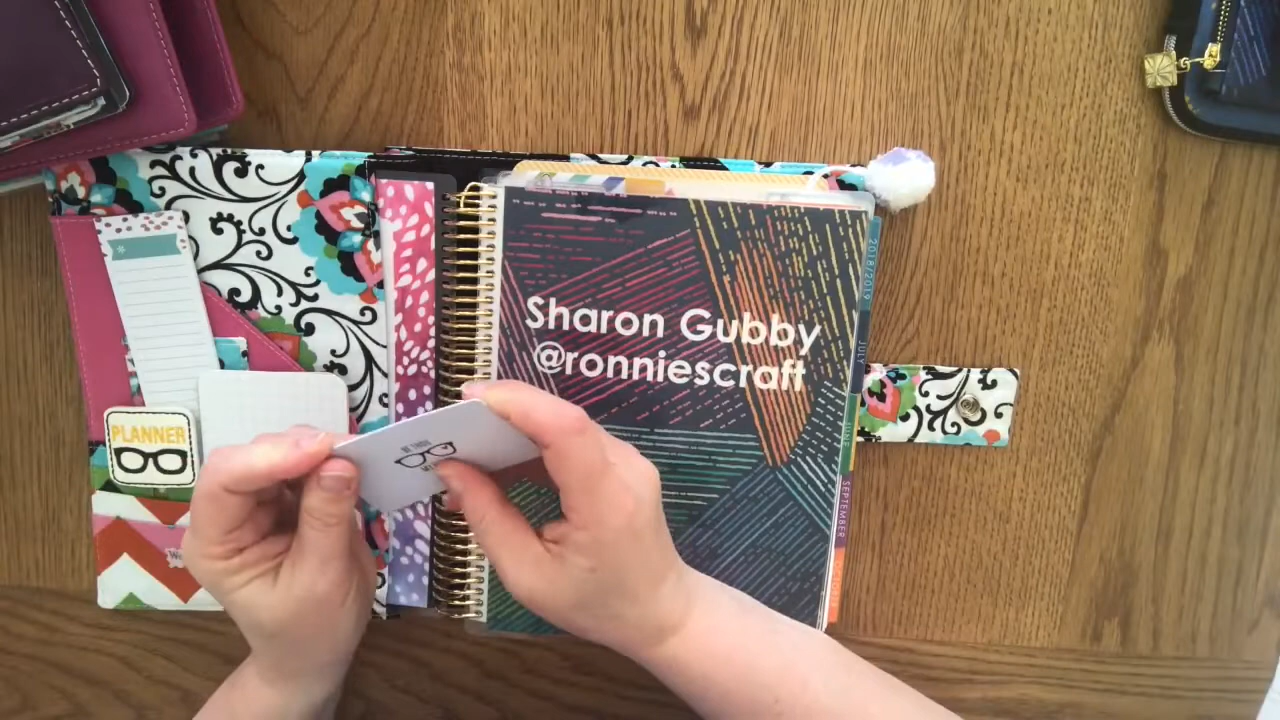 Sharon Gubby
@ronniescraft
PLANNER
2018/2019
JULY
JUNE
SEPTEMBER